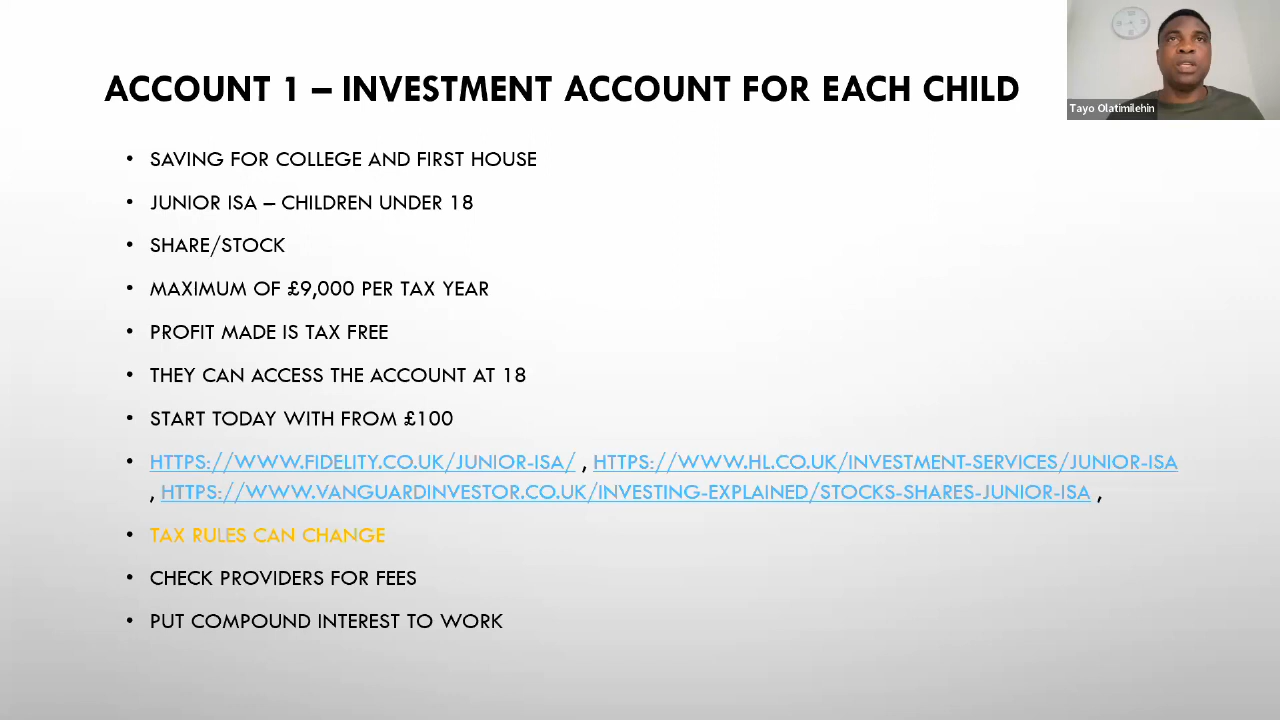 ACCOUNT 1 – INVESTMENT ACCOUNT FOR EACH CHILD
Tayo Olatimilehin
• SAVING FOR COLLEGE AND FIRST HOUSE
• JUNIOR ISA – CHILDREN UNDER 18
• SHARE/STOCK
• MAXIMUM OF £9,000 PER TAX YEAR
• PROFIT MADE IS TAX FREE
• THEY CAN ACCESS THE ACCOUNT AT 18
• START TODAY WITH FROM £100
• HTTPS://WWW.FIDELITY.CO.UK/JUNIOR-ISA/ , HTTPS://WWW.HL.CO.UK/INVESTMENT-SERVICES/JUNIOR-ISA
, HTTPS://WWW.VANGUARDINVESTOR.CO.UK/INVESTING-EXPLAINED/STOCKS-SHARES-JUNIOR-ISA ,
• TAX RULES CAN CHANGE
• CHECK PROVIDERS FOR FEES
• PUT COMPOUND INTEREST TO WORK